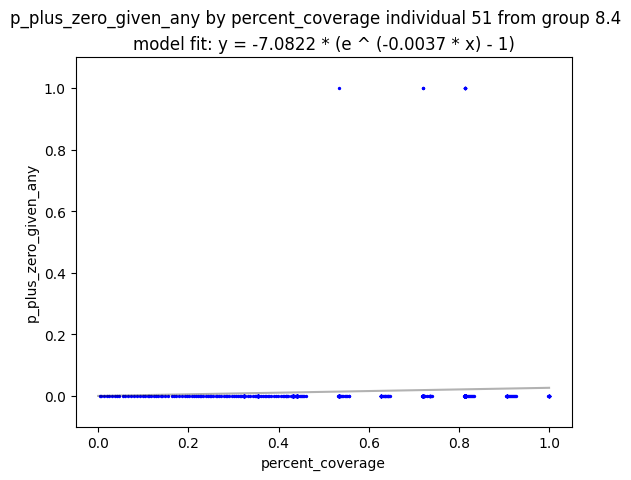 p_plus_zero_given_any by percent_coverage individual 51 from group 8.4
model fit: y = -7.0822 * (e ^ (-0.0037 * x) - 1)
1.0
0.8
0.6
0.4
0.2
0.0
p_plus_zero_given_any
0.0 0.2 0.4 0.6 0.8 1.0
percent_coverage